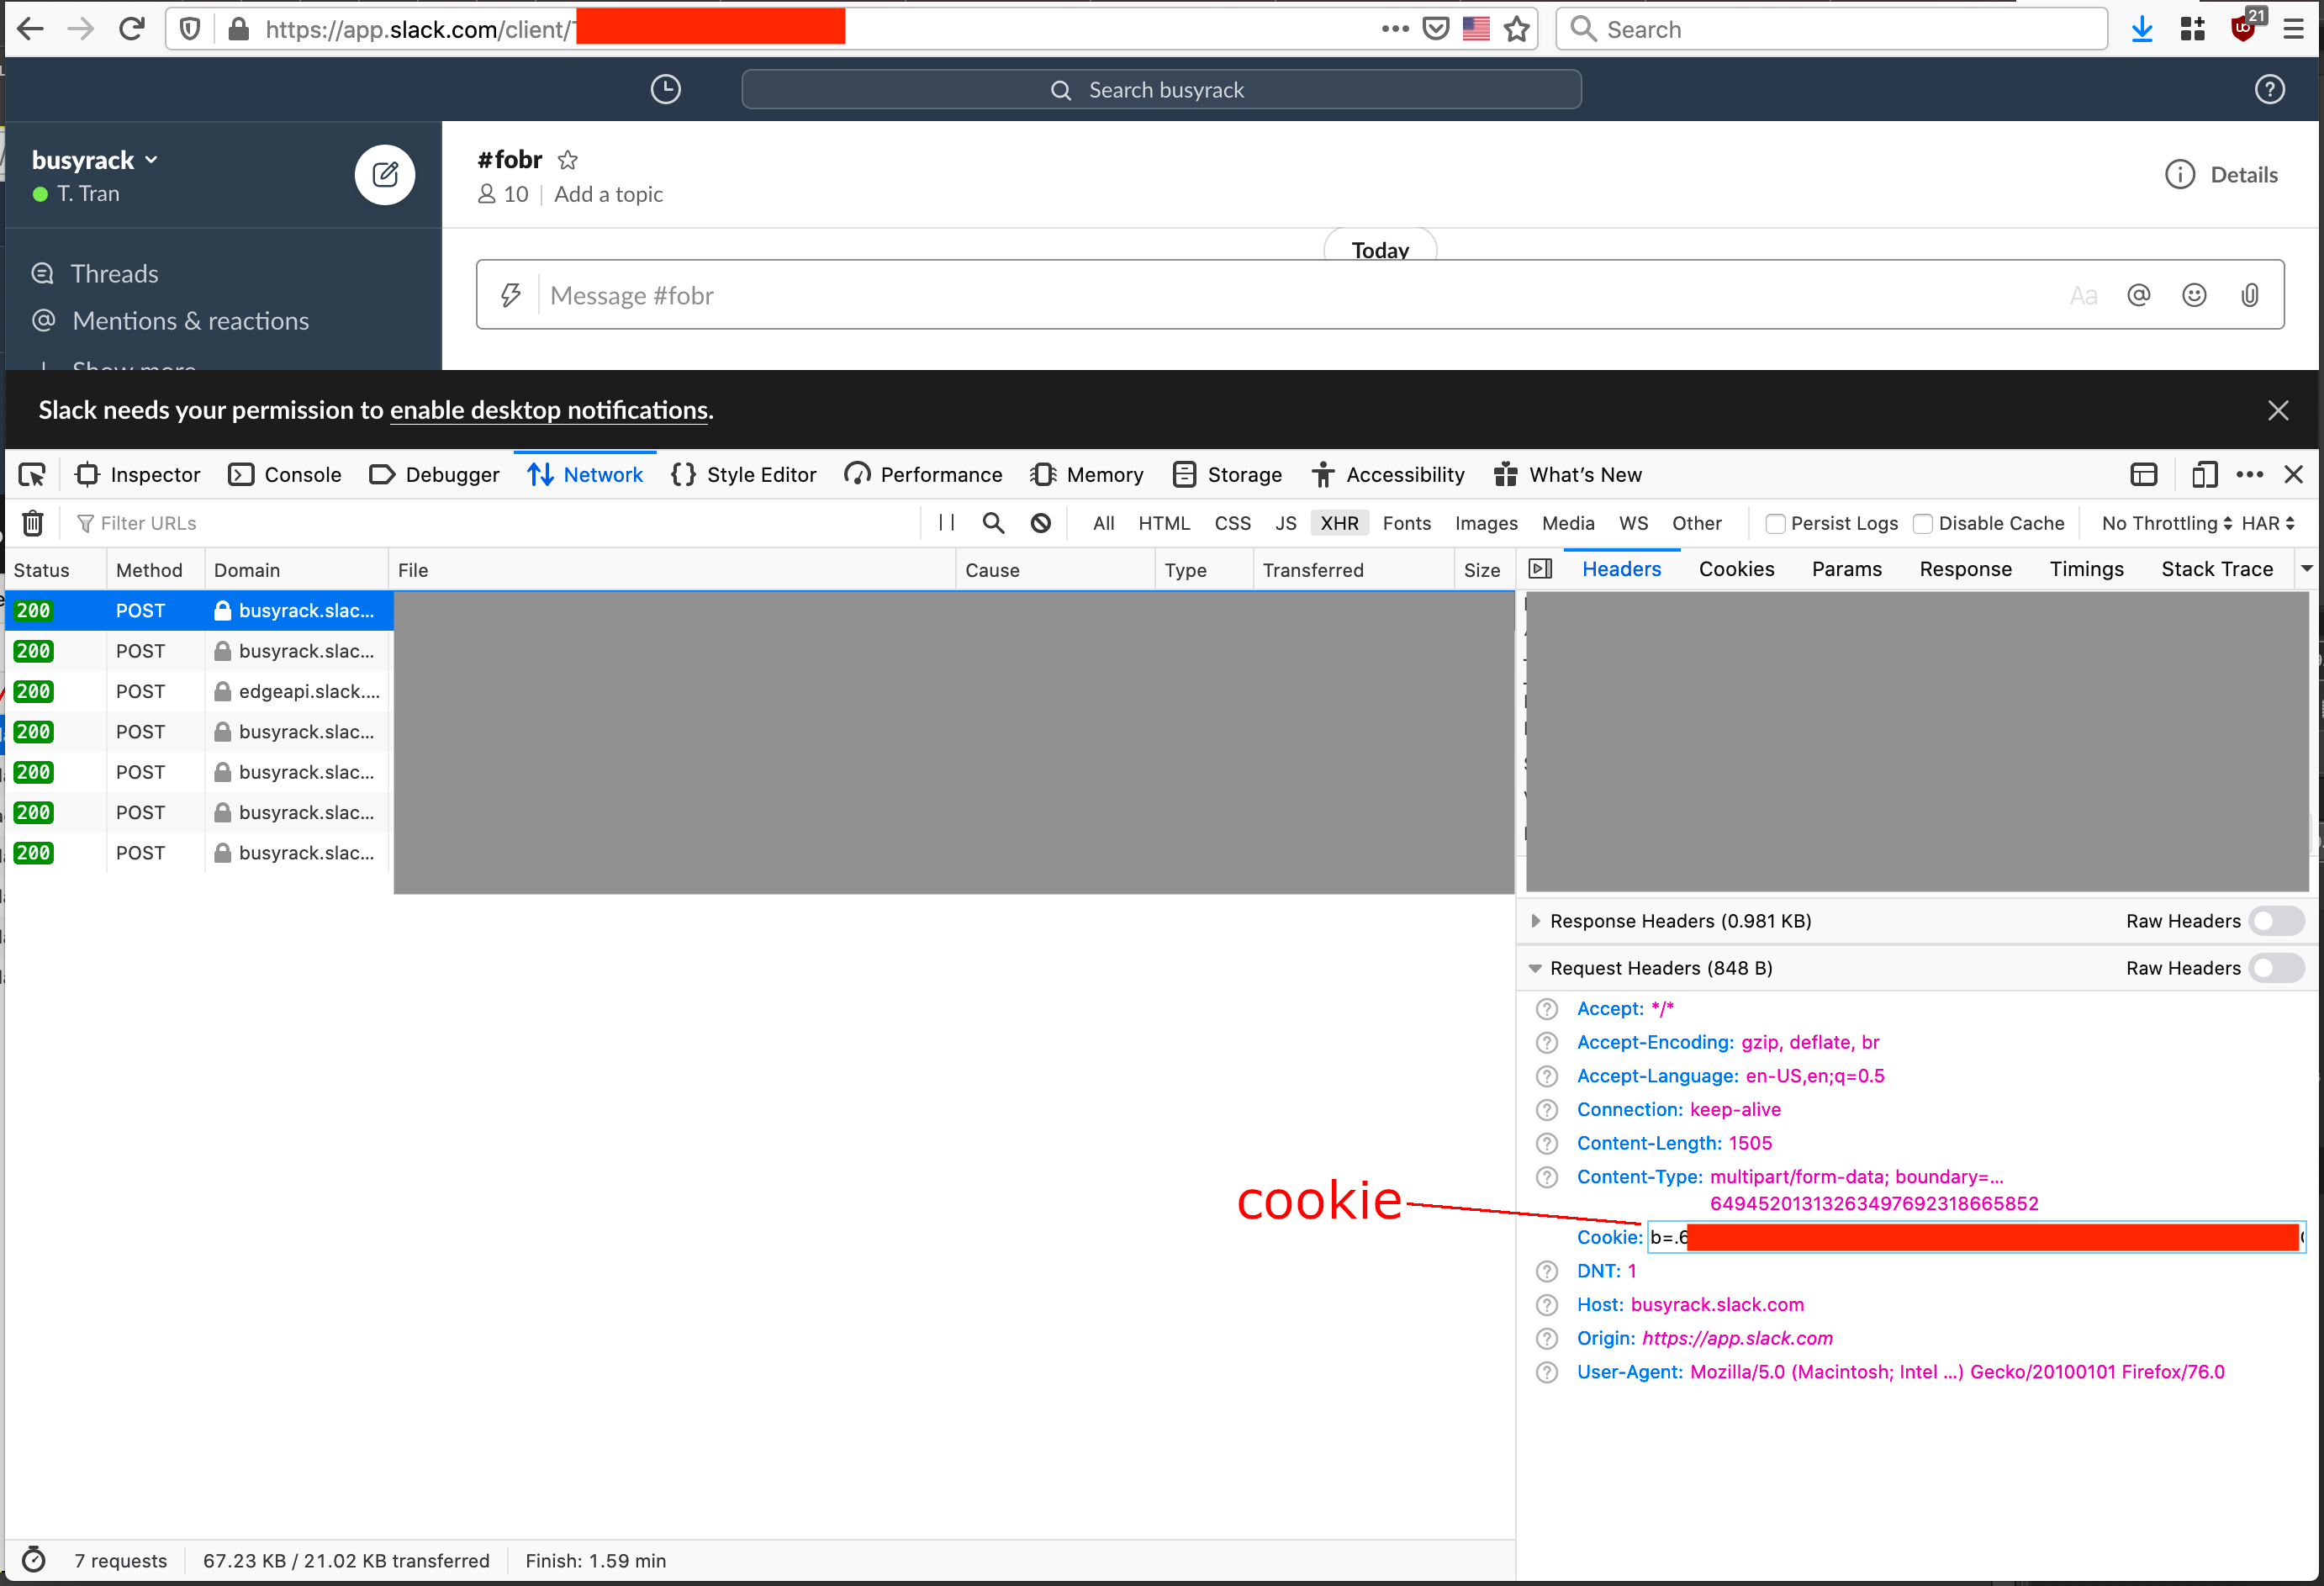 https://app.slack.com/client/
Search
21
Search busyrack
busyrack
T. Tran
#fobr
10
Add a topic
Details
Threads
Mentions & reactions
Show more
Today
Message #fobr
Aa
Slack needs your permission to enable desktop notifications.
Inspector Console Debugger Network Style Editor Performance Memory Storage Accessibility What's New
Filter URLs All HTML CSS JS XHR Fonts Images Media WS Other Persist Logs Disable Cache No Throttling HAR
Status Method Domain File Cause Type Transferred Size
Headers Cookies Params Response Timings Stack Trace
200 POST busyrack.slac...
200 POST busyrack.slac...
200 POST edgeapi.slack....
200 POST busyrack.slac...
200 POST busyrack.slac...
200 POST busyrack.slac...
200 POST busyrack.slac...
Response Headers (0.981 KB) Raw Headers
Request Headers (848 B) Raw Headers
Accept: */*
Accept-Encoding: gzip, deflate, br
Accept-Language: en-US,en;q=0.5
Connection: keep-alive
Content-Length: 1505
Content-Type: multipart/form-data; boundary=...
64945201313263497692318665852
cookie
Cookie: b=.6
DNT: 1
Host: busyrack.slack.com
Origin: https://app.slack.com
User-Agent: Mozilla/5.0 (Macintosh; Intel ...) Gecko/20100101 Firefox/76.0
7 requests 67.23 KB / 21.02 KB transferred Finish: 1.59 min